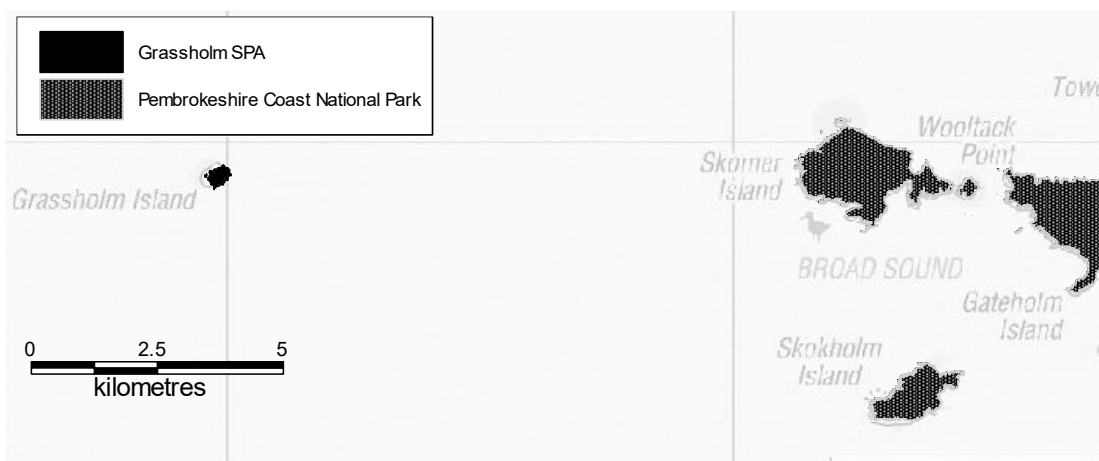 Grassholm SPA
Pembrokeshire Coast National Park
Wooltack
Point
Skomer
Island
Grassholm Island
BROAD SOUND
Gateholm
Island
Skokholm
Island
0 2.5 5
kilometres